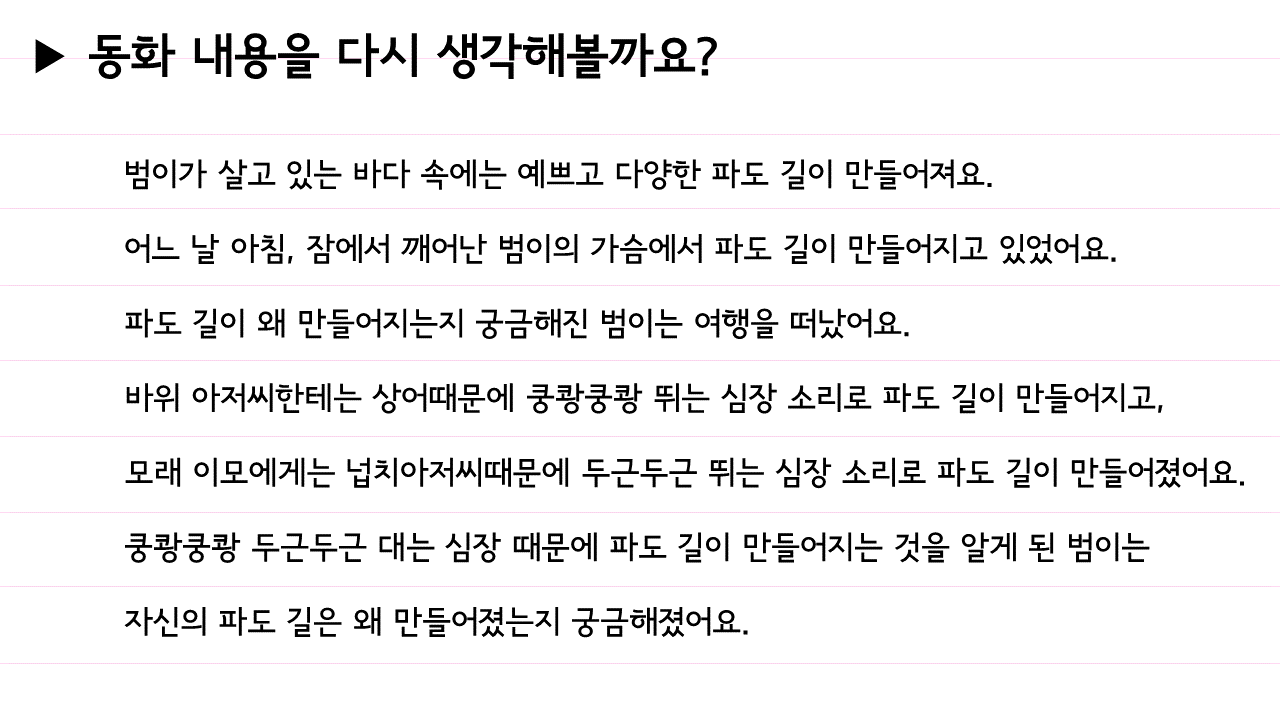 ▶ 동화 내용을 다시 생각해볼까요?
범이가 살고 있는 바다 속에는 예쁘고 다양한 파도 길이 만들어져요.
어느 날 아침, 잠에서 깨어난 범이의 가슴에서 파도 길이 만들어지고 있었어요.
파도 길이 왜 만들어지는지 궁금해진 범이는 여행을 떠났어요.
바위 아저씨한테는 상어때문에 쿵쾅쿵쾅 뛰는 심장 소리로 파도 길이 만들어지고,
모래 이모에게는 넙치아저씨때문에 두근두근 뛰는 심장 소리로 파도 길이 만들어졌어요.
쿵쾅쿵쾅 두근두근 대는 심장 때문에 파도 길이 만들어지는 것을 알게 된 범이는
자신의 파도 길은 왜 만들어졌는지 궁금해졌어요.